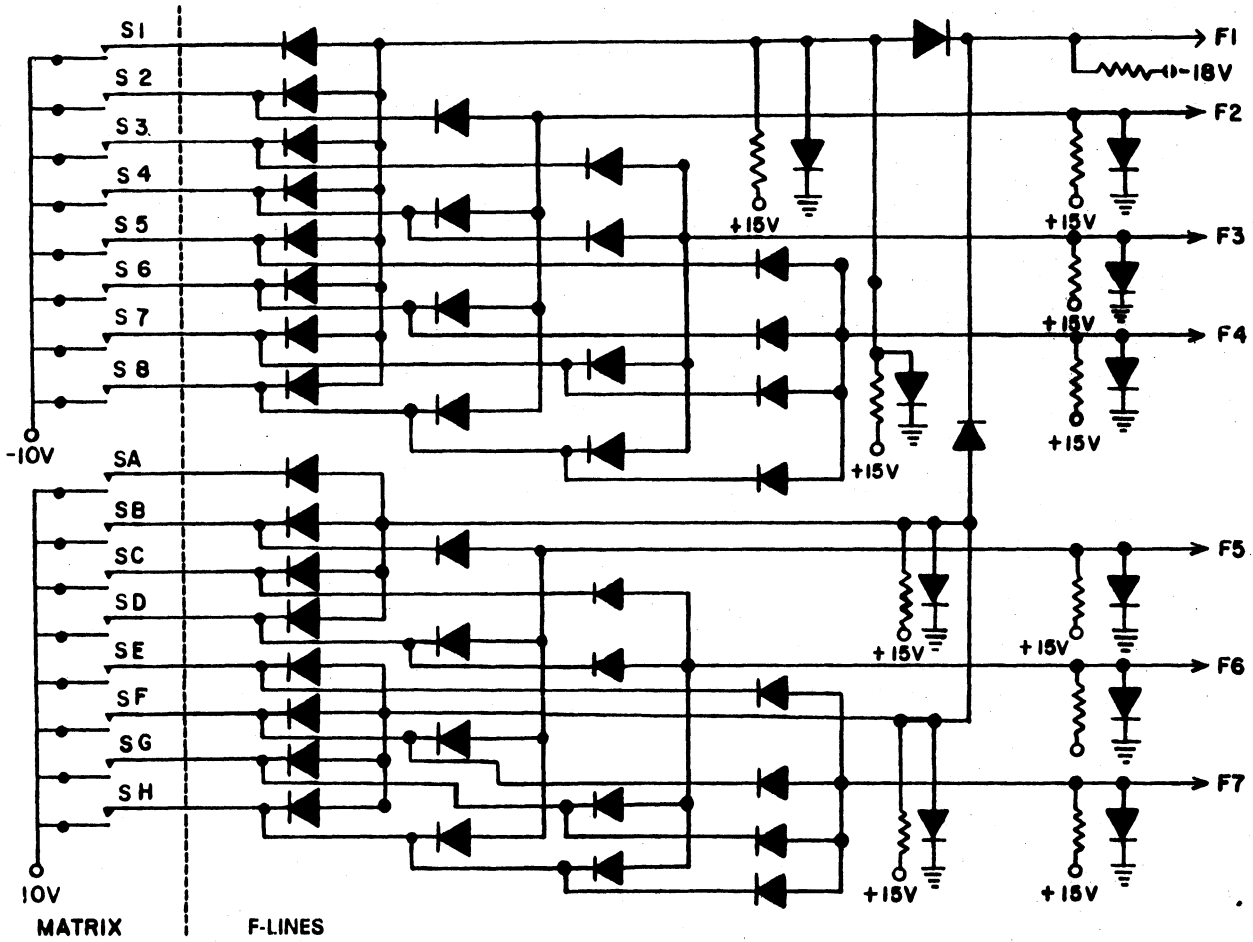 S1
F1
-18V
S2
F2
S3
S4
+15V
+15V
S5
F3
S6
S7
+15V
F4
S8
-10V
+15V
+15V
SA
SB
SC
F5
SD
SE
+15V
+15V
F6
SF
SG
F7
SH
10V
+15V
+15V
MATRIX
F-LINES